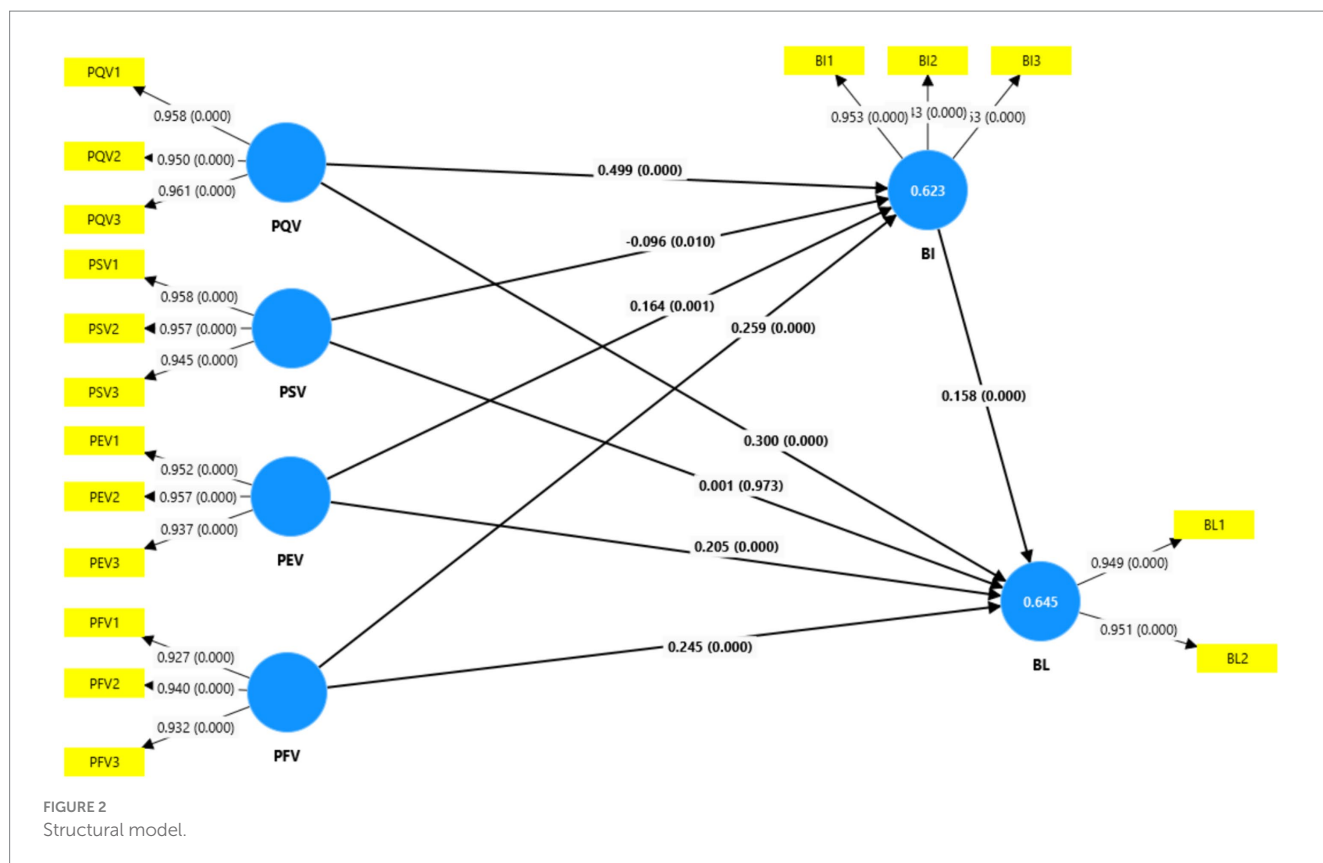 PQV1
0.958 (0.000)
PQV2
0.950 (0.000)
0.961 (0.000)
PQV3
PQV
PSV1
0.958 (0.000)
PSV2
0.957 (0.000)
0.945 (0.000)
PSV3
PSV
PEV1
0.952 (0.000)
PEV2
0.957 (0.000)
0.937 (0.000)
PEV3
PEV
PFV1
0.927 (0.000)
PFV2
0.940 (0.000)
0.932 (0.000)
PFV3
PFV
0.499 (0.000)
-0.096 (0.010)
0.164 (0.001)
0.259 (0.000)
0.300 (0.000)
0.001 (0.973)
0.205 (0.000)
0.245 (0.000)
BI1 BI2 BI3
0.953 (0.000) (0.000) (0.000)
0.623
BI
0.158 (0.000)
BL1
0.949 (0.000)
0.645
0.951 (0.000)
BL2
BL
FIGURE 2
Structural model.